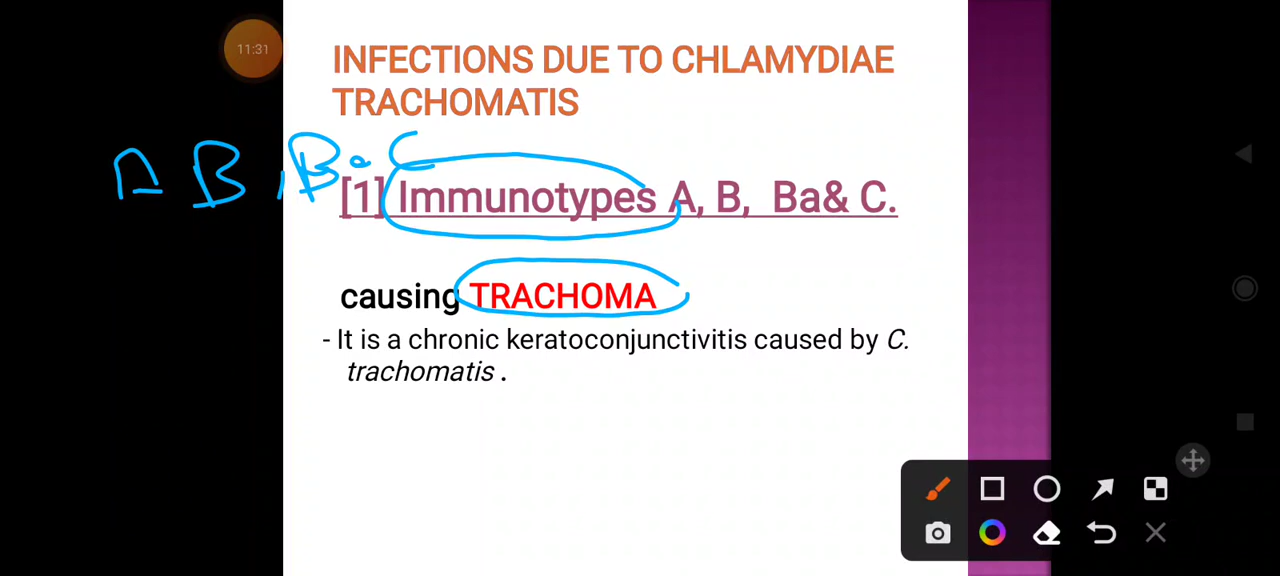 11:31
INFECTIONS DUE TO CHLAMYDIAE
TRACHOMATIS
A B, Ba C
[1] Immunotypes A, B, Ba& C.
causing TRACHOMA
- It is a chronic keratoconjunctivitis caused by C.
trachomatis .